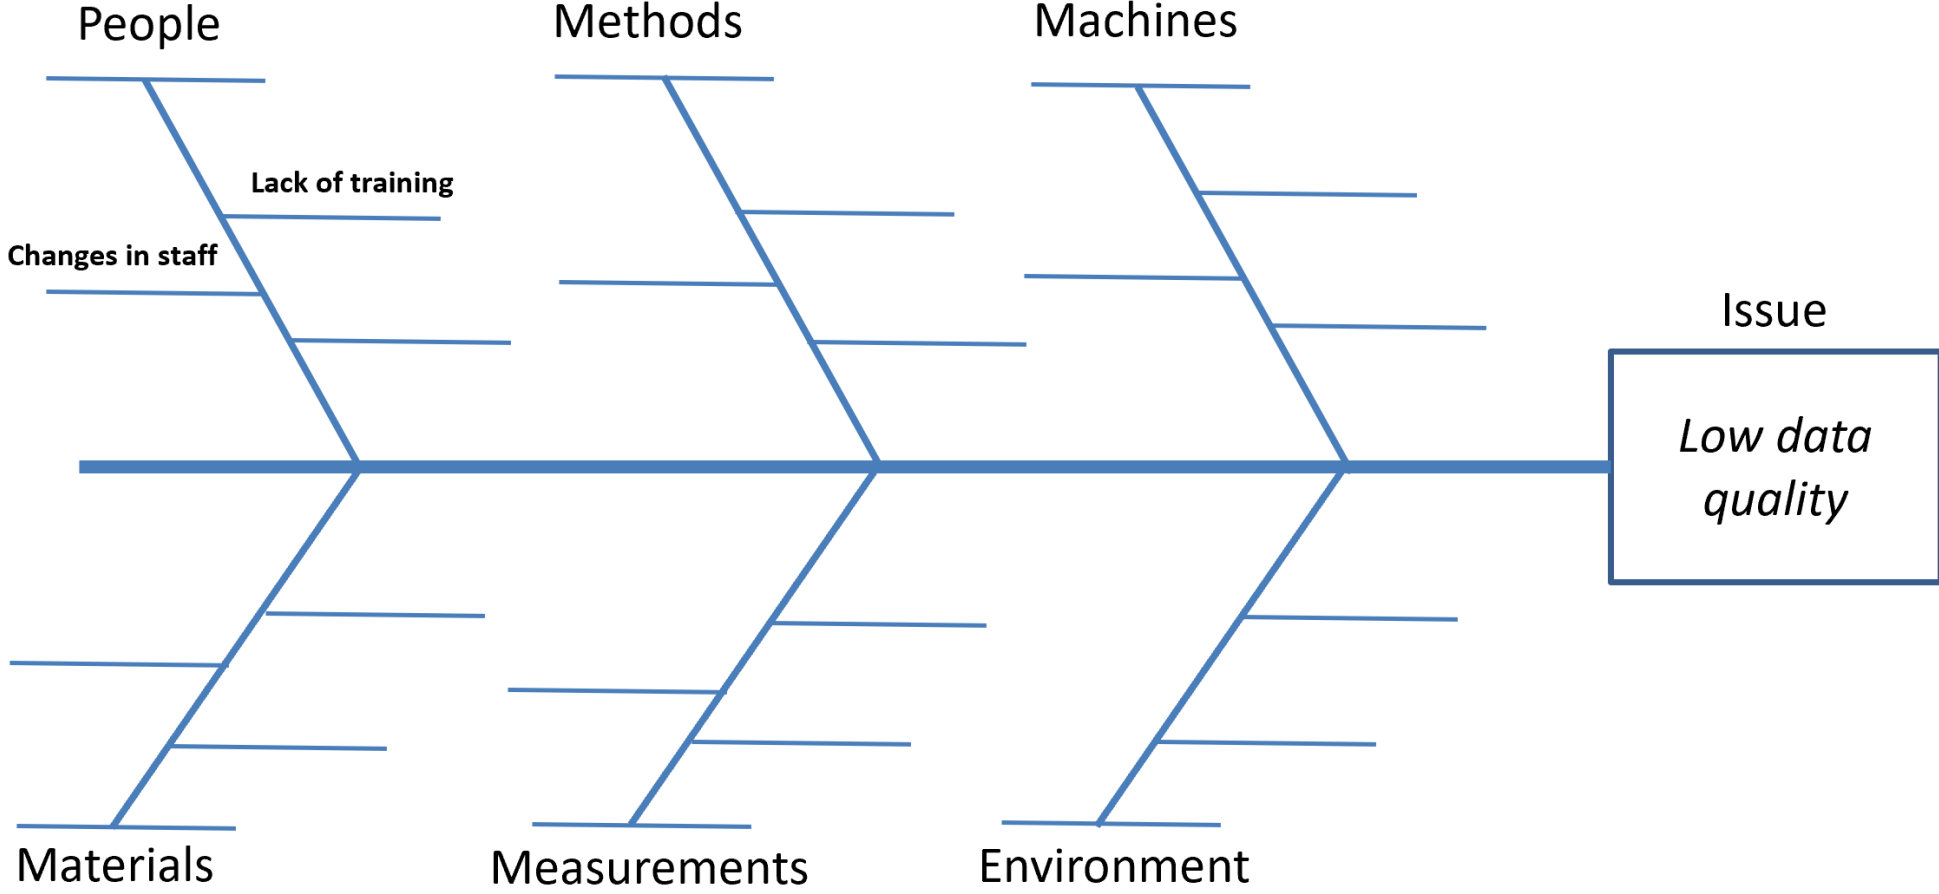 People
Methods
Machines
Lack of training
Changes in staff
Issue
Low data
quality
Materials
Measurements
Environment